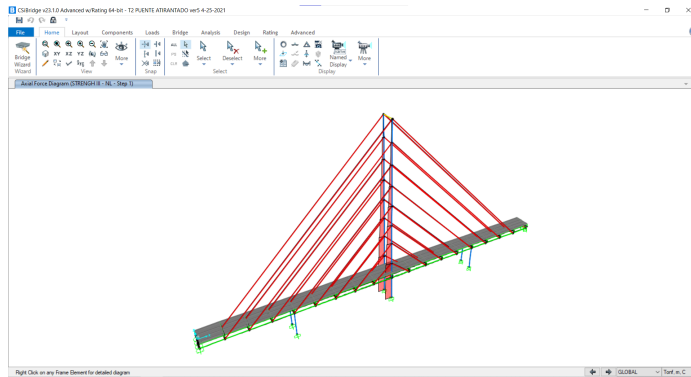 CSiBridge v23.1.0 Advanced w/Rating 64-bit - T2 PUENTE ATIRANTADO ver5 4-25-2021
File Home Layout Components Loads Bridge Analysis Design Rating Advanced
XY XZ YZ
Bridge Wizard
More
Select
Deselect
More
Named Display
More
Wizard View Snap Select Display
Axial Force Diagram (STRENGH III - NL - Step 1)
Right Click on any Frame Element for detailed diagram
GLOBAL
Tonf, m, C